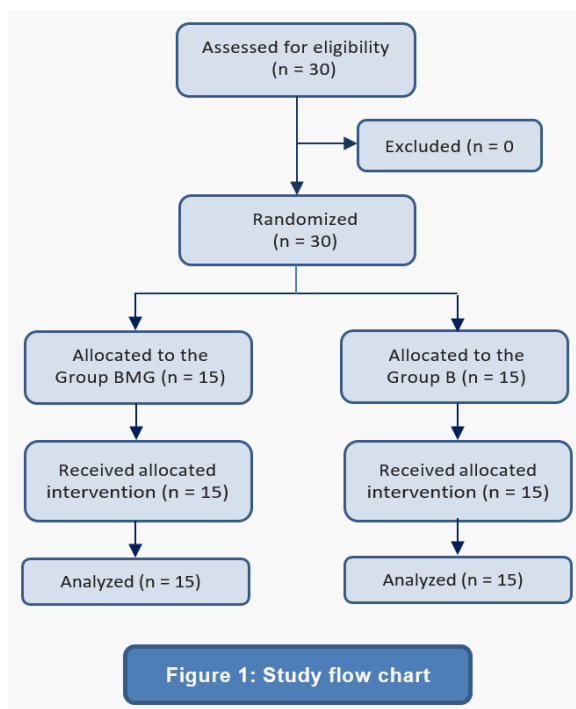 Assessed for eligibility
(n = 30)
Excluded (n = 0
Randomized
(n = 30)
Allocated to the
Group BMG (n = 15)
Allocated to the
Group B (n = 15)
Received allocated
intervention (n = 15)
Received allocated
intervention (n = 15)
Analyzed (n = 15)
Analyzed (n = 15)
Figure 1: Study flow chart